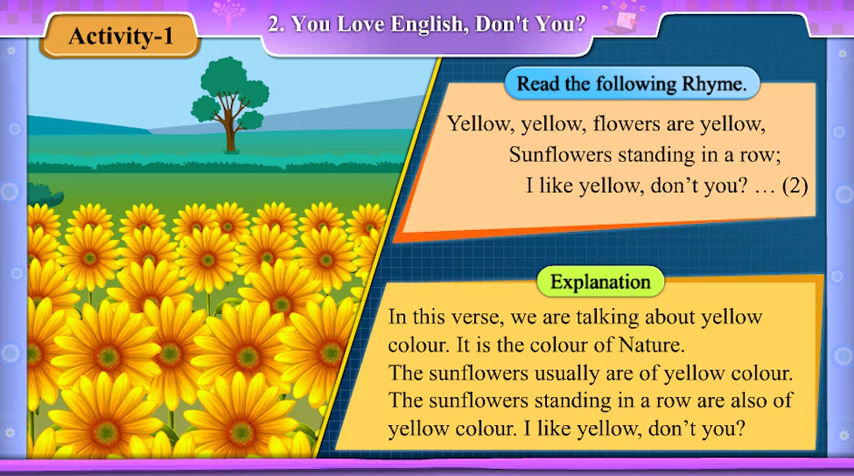 2. You Love English, Don't You?
Activity-1
Read the following Rhyme.
Yellow, yellow, flowers are yellow,
Sunflowers standing in a row;
I like yellow, don’t you? … (2)
Explanation
In this verse, we are talking about yellow
colour. It is the colour of Nature.
The sunflowers usually are of yellow colour.
The sunflowers standing in a row are also of
yellow colour. I like yellow, don’t you?